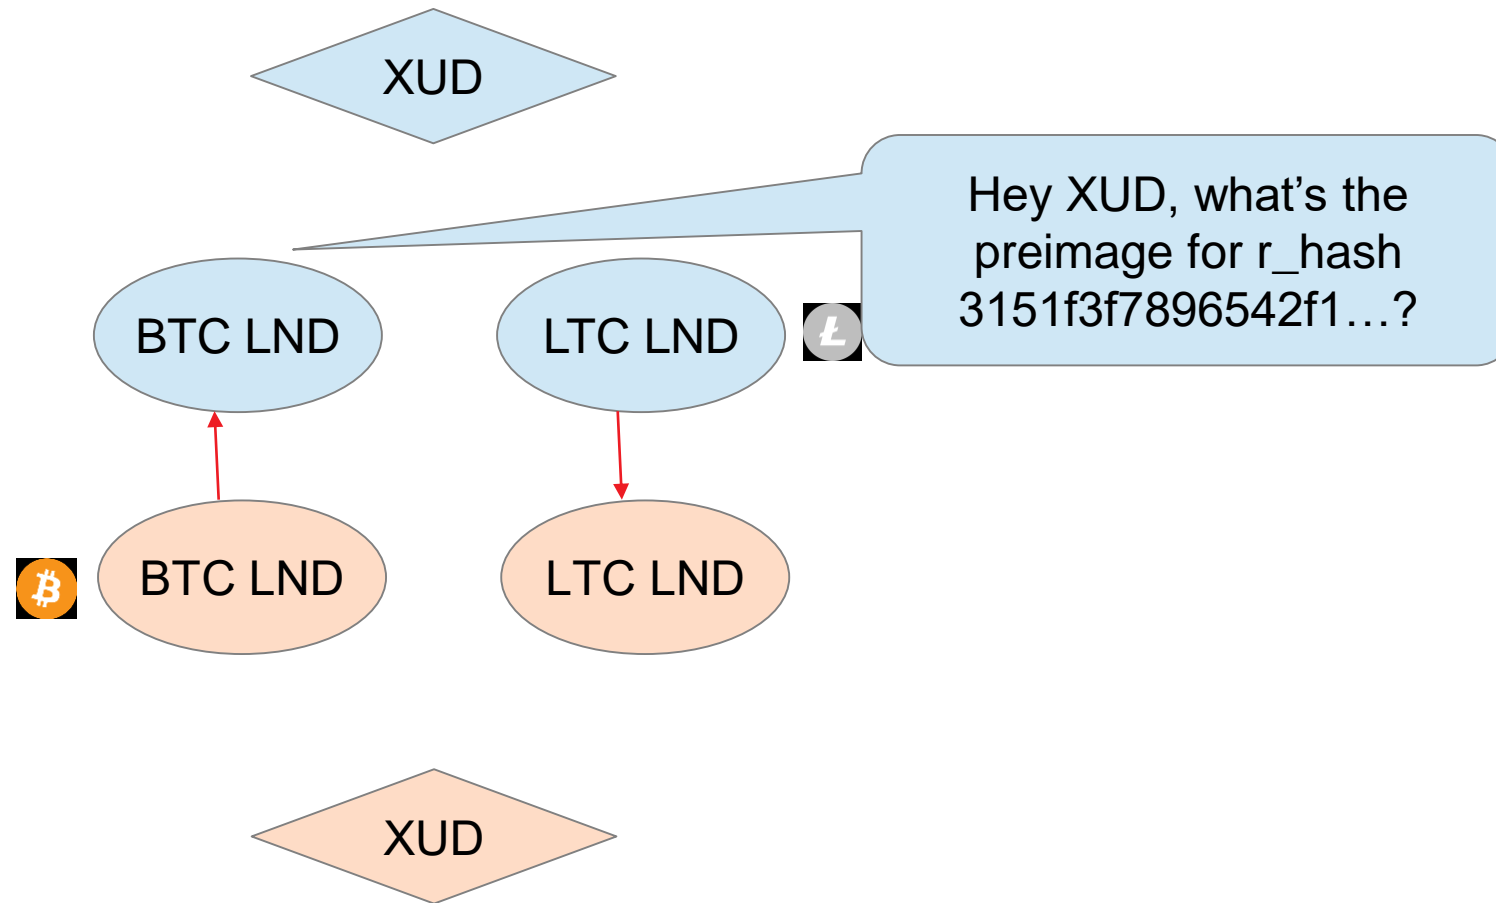 XUD
Hey XUD, what’s the
preimage for r_hash
3151f3f7896542f1…?
BTC LND
LTC LND
BTC LND
LTC LND
XUD